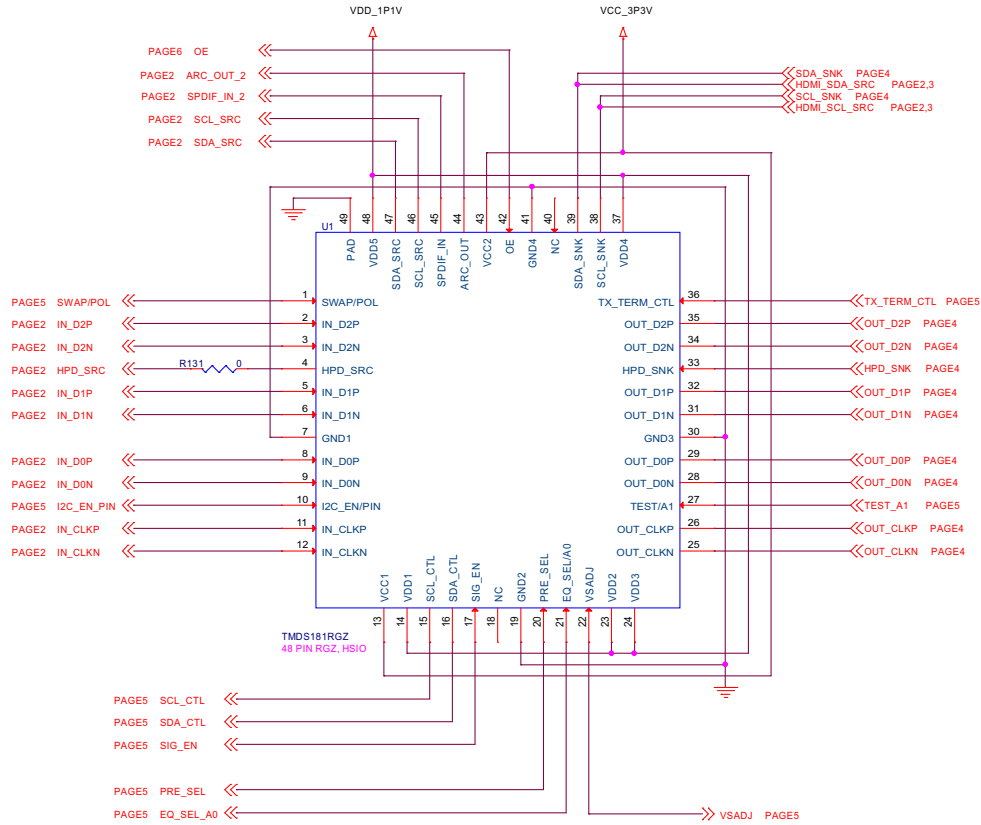 VDD_1P1V
VCC_3P3V
PAGE6 OE
PAGE2 ARC_OUT_2
PAGE2 SPDIF_IN_2
PAGE2 SCL_SRC
PAGE2 SDA_SRC
SDA_SNK PAGE4
HDMI_SDA_SRC PAGE2,3
SCL_SNK PAGE4
HDMI_SCL_SRC PAGE2,3
49
48
47
46
45
44
43
42
41
40
39
38
37
U1
PAD
VDD5
SDA_SRC
SCL_SRC
SPDIF_IN
ARC_OUT
VCC2
OE
GND4
NC
SDA_SNK
SCL_SNK
VDD4
PAGE5 SWAP/POL 1 SWAP/POL
PAGE2 IN_D2P 2 IN_D2P
PAGE2 IN_D2N 3 IN_D2N
PAGE2 HPD_SRC R131 0 4 HPD_SRC
PAGE2 IN_D1P 5 IN_D1P
PAGE2 IN_D1N 6 IN_D1N
7 GND1
PAGE2 IN_D0P 8 IN_D0P
PAGE2 IN_D0N 9 IN_D0N
PAGE5 I2C_EN_PIN 10 I2C_EN/PIN
PAGE2 IN_CLKP 11 IN_CLKP
PAGE2 IN_CLKN 12 IN_CLKN
TX_TERM_CTL 36 TX_TERM_CTL PAGE5
OUT_D2P 35 OUT_D2P PAGE4
OUT_D2N 34 OUT_D2N PAGE4
HPD_SNK 33 HPD_SNK PAGE4
OUT_D1P 32 OUT_D1P PAGE4
OUT_D1N 31 OUT_D1N PAGE4
GND3 30
OUT_D0P 29 OUT_D0P PAGE4
OUT_D0N 28 OUT_D0N PAGE4
TEST/A1 27 TEST_A1 PAGE5
OUT_CLKP 26 OUT_CLKP PAGE4
OUT_CLKN 25 OUT_CLKN PAGE4
VCC1
VDD1
SCL_CTL
SDA_CTL
SIG_EN
NC
GND2
PRE_SEL
EQ_SEL/A0
VSADJ
VDD2
VDD3
13
14
15
16
17
18
19
20
21
22
23
24
TMDS181RGZ
48 PIN RGZ, HSIO
PAGE5 SCL_CTL
PAGE5 SDA_CTL
PAGE5 SIG_EN
PAGE5 PRE_SEL
PAGE5 EQ_SEL_A0
VSADJ PAGE5